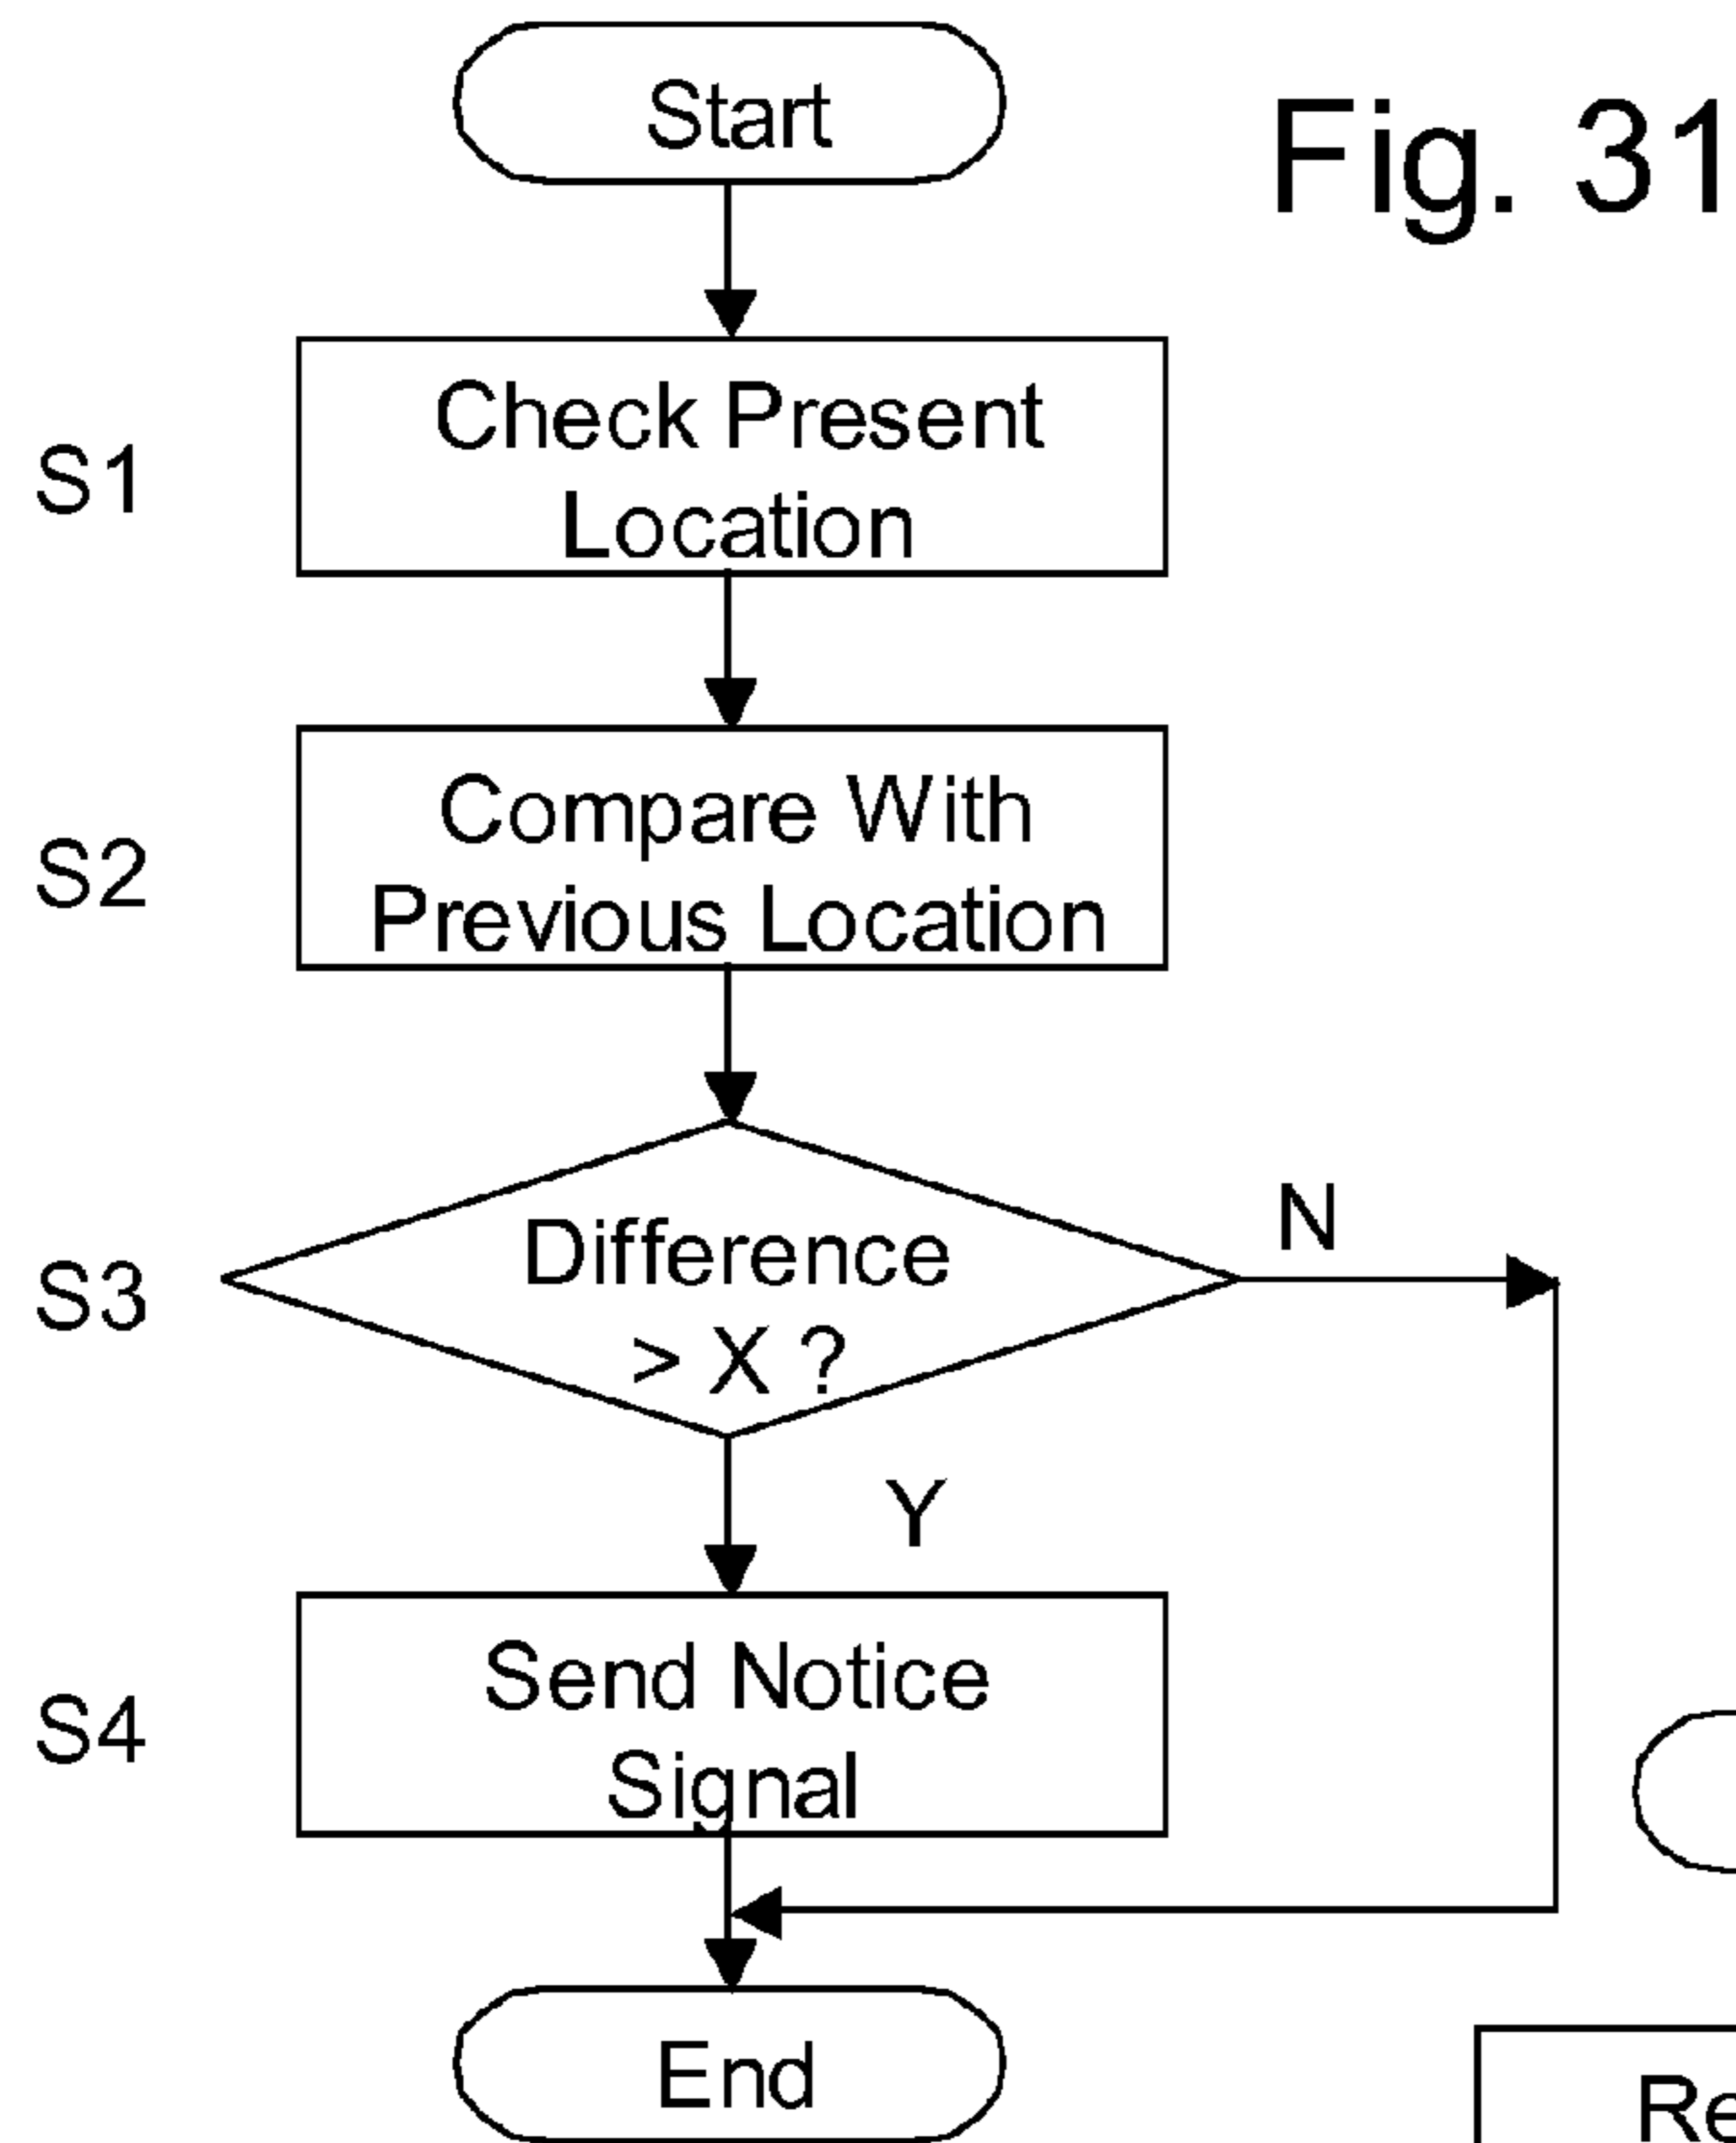 Start
Fig. 31
S1
Check Present
Location
S2
Compare With
Previous Location
S3
Difference
> X ?
N
Y
S4
Send Notice
Signal
End